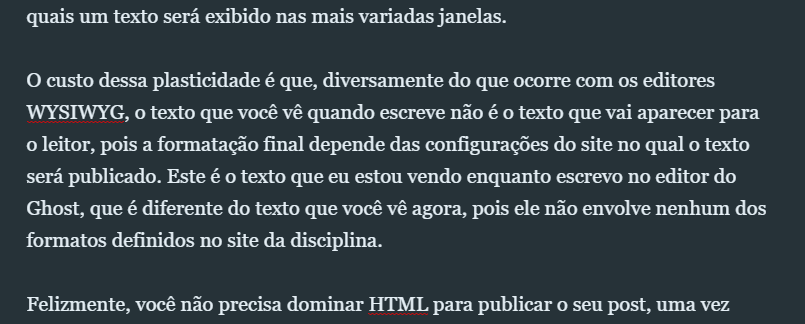 quais um texto será exibido nas mais variadas janelas.
O custo dessa plasticidade é que, diversamente do que ocorre com os editores
WYSIWYG, o texto que você vê quando escreve não é o texto que vai aparecer para
o leitor, pois a formatação final depende das configurações do site no qual o texto
será publicado. Este é o texto que eu estou vendo enquanto escrevo no editor do
Ghost, que é diferente do texto que você vê agora, pois ele não envolve nenhum dos
formatos definidos no site da disciplina.
Felizmente, você não precisa dominar HTML para publicar o seu post, uma vez